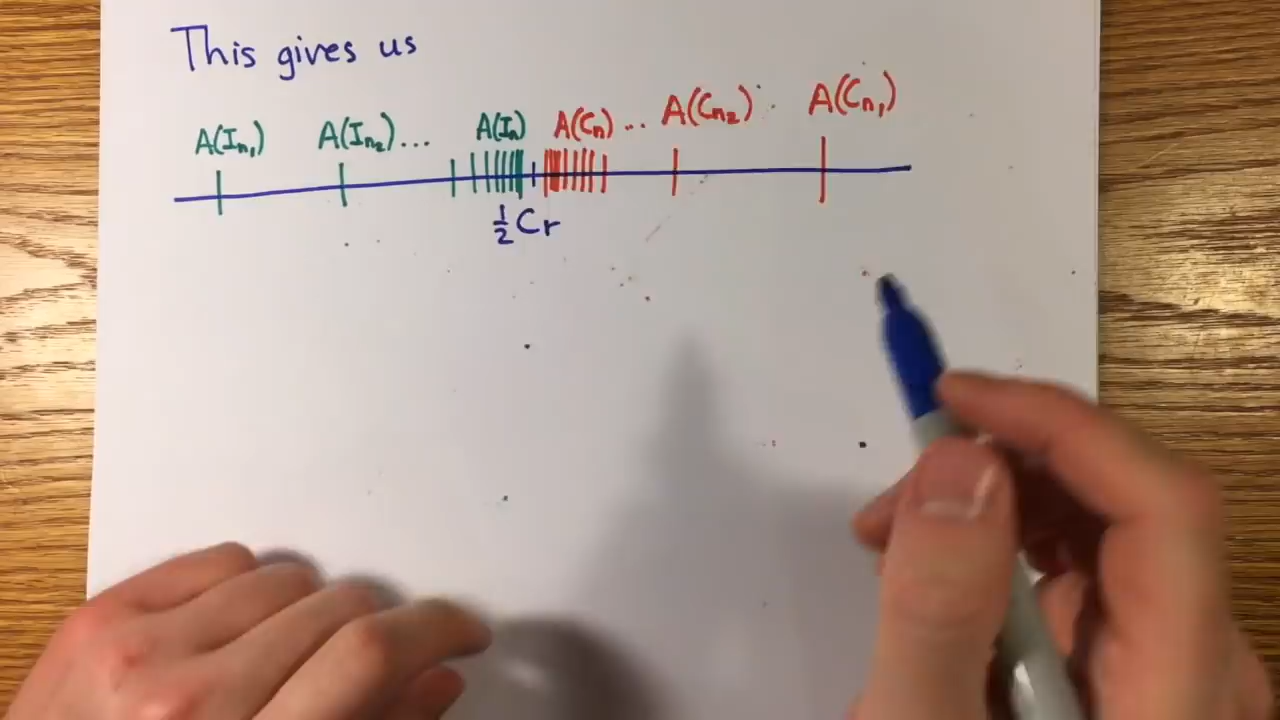 This gives us
A(Iₙ₁) A(Iₙ₂)... A(Iₙ) A(Cₙ) ... A(Cₙ₂) A(Cₙ₁)
½Cr